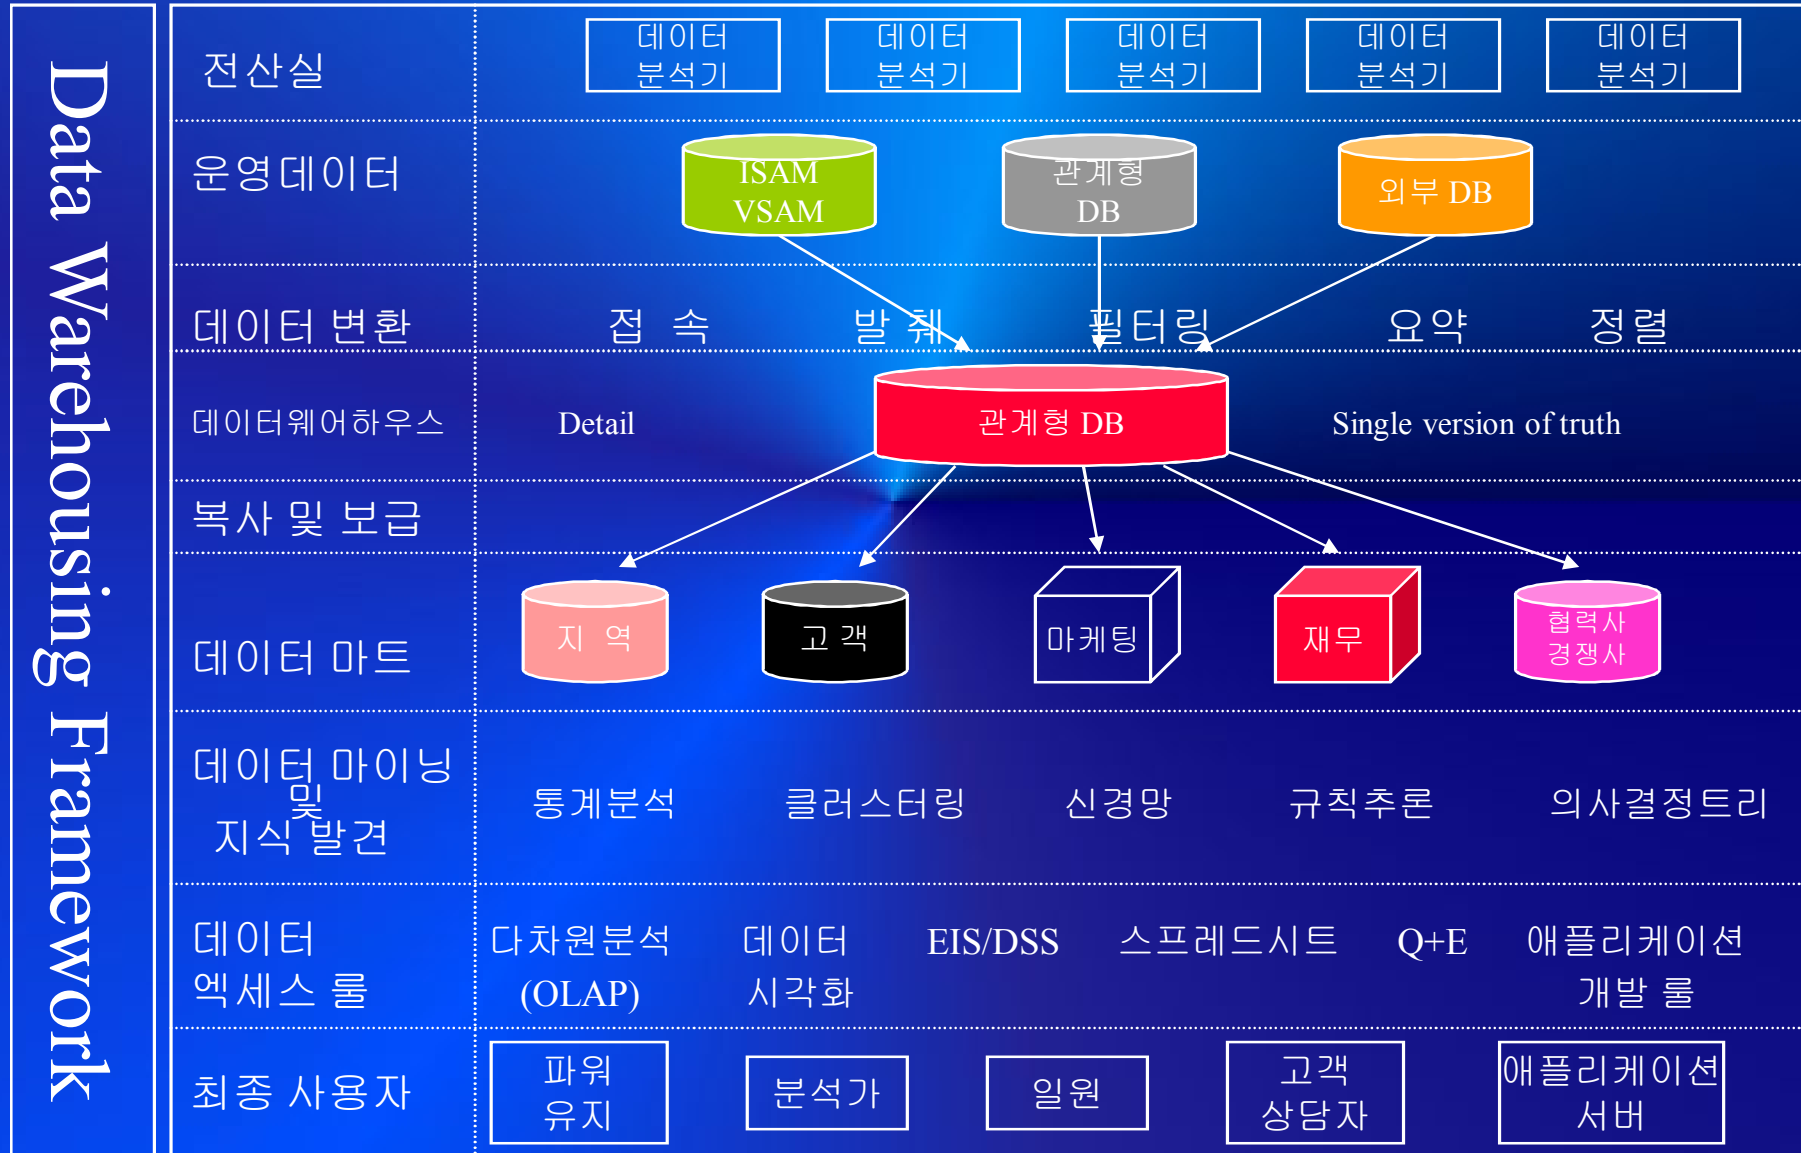 Data Warehousing Framework
전산실
데이터
분석기
데이터
분석기
데이터
분석기
데이터
분석기
데이터
분석기
운영데이터
ISAM
VSAM
관계형
DB
외부 DB
데이터 변환
접 속
발 췌
필터링
요약
정렬
데이터웨어하우스
Detail
관계형 DB
Single version of truth
복사 및 보급
데이터 마트
지 역
고 객
마케팅
재무
협력사
경쟁사
데이터 마이닝
및
지식 발견
통계분석
클러스터링
신경망
규칙추론
의사결정트리
데이터
엑세스 룰
다차원분석
(OLAP)
데이터
시각화
EIS/DSS
스프레드시트
Q+E
애플리케이션
개발 룰
최종 사용자
파워
유지
분석가
일원
고객
상담자
애플리케이션
서버